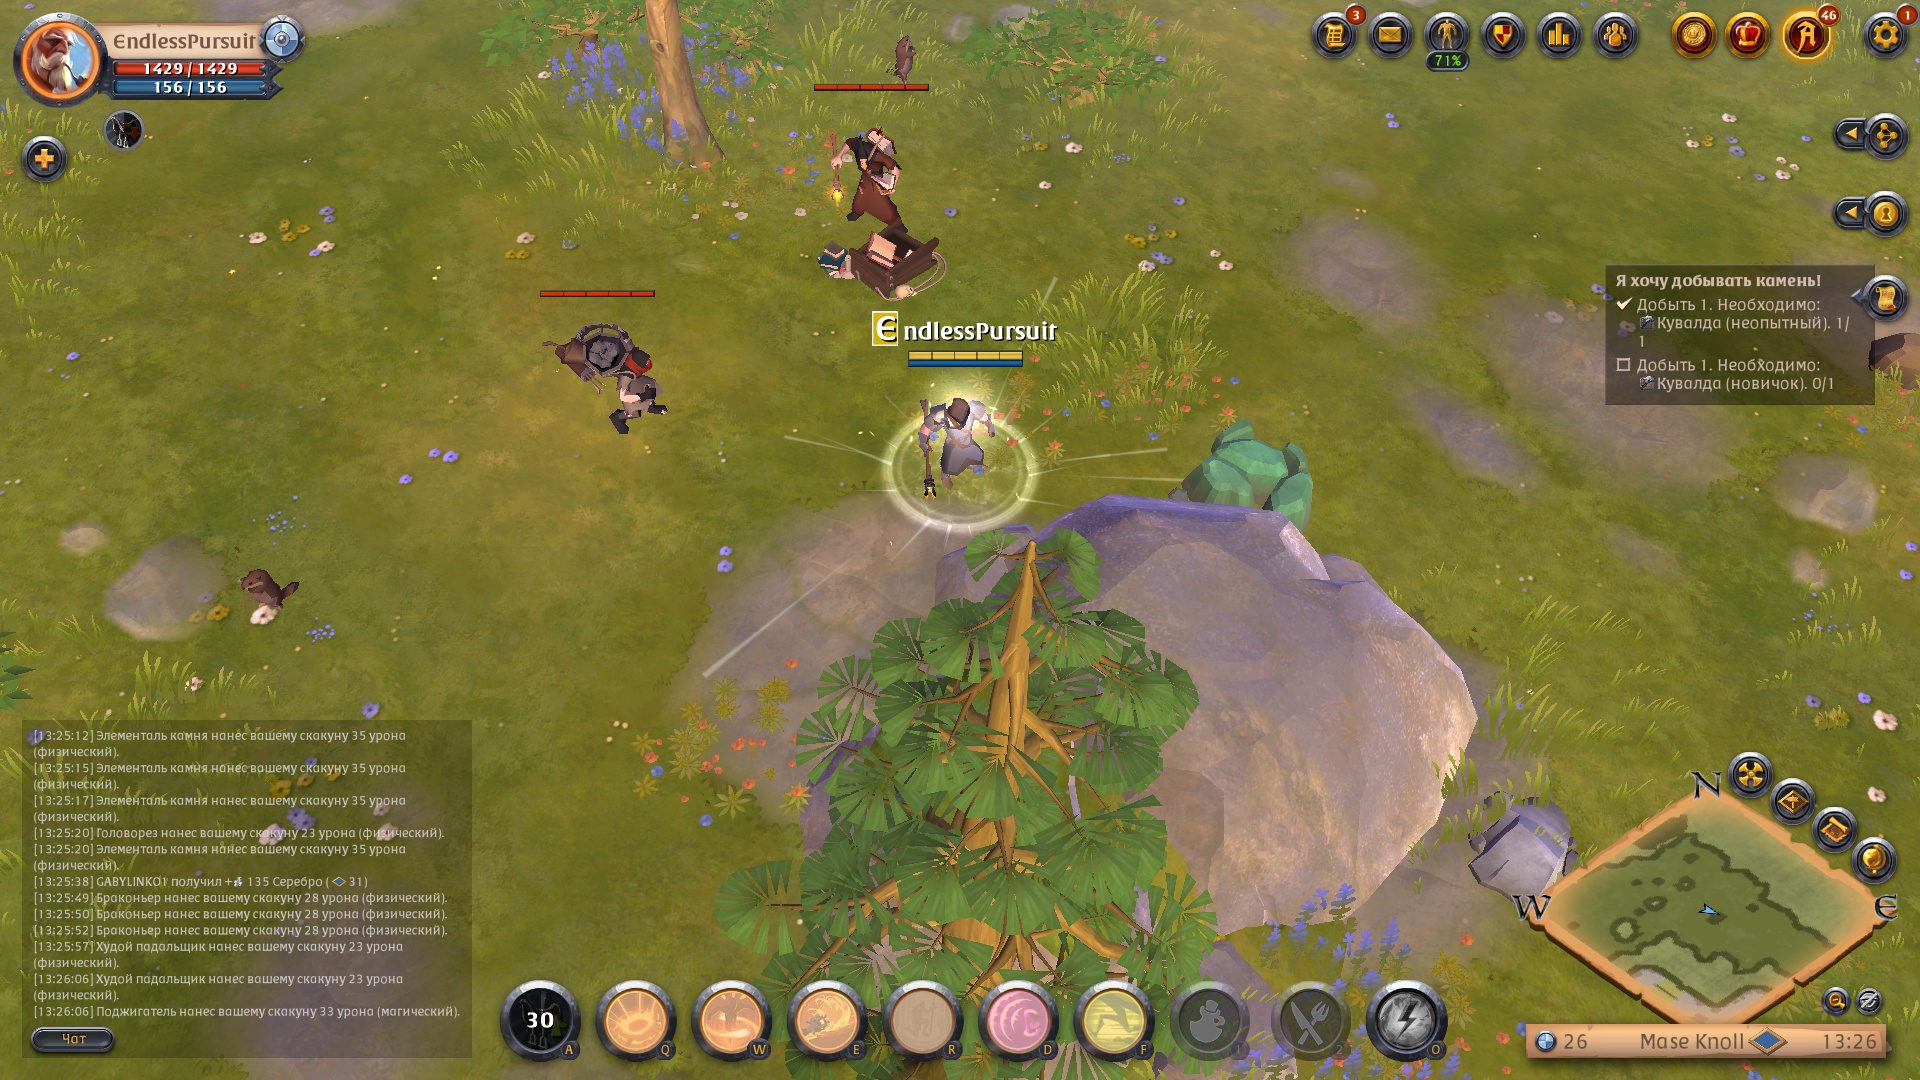 EndlessPursuit
1429 / 1429
156 / 156
3
71%
46
1
Я хочу добывать камень!
Добыть 1. Необходимо:
Кувалда (неопытный). 1/
1
Добыть 1. Необходимо:
Кувалда (новичок). 0/1
EndlessPursuit
[13:25:12] Элементаль камня нанес вашему скакуну 35 урона
(физический).
[13:25:15] Элементаль камня нанес вашему скакуну 35 урона
(физический).
[13:25:17] Элементаль камня нанес вашему скакуну 35 урона
(физический).
[13:25:20] Головорез нанес вашему скакуну 23 урона (физический).
[13:25:20] Элементаль камня нанес вашему скакуну 35 урона
(физический).
[13:25:38] GABYLINKO1 получил + 135 Серебро ( 31)
[13:25:49] Браконьер нанес вашему скакуну 28 урона (физический).
[13:25:50] Браконьер нанес вашему скакуну 28 урона (физический).
[13:25:52] Браконьер нанес вашему скакуну 28 урона (физический).
[13:25:57] Худой падальщик нанес вашему скакуну 23 урона
(физический).
[13:26:06] Худой падальщик нанес вашему скакуну 23 урона
(физический).
[13:26:06] Поджигатель нанес вашему скакуну 33 урона (магический).
Чат
30
A
Q
W
E
R
D
F
1
2
O
N
W
E
26
Mase Knoll
13:26